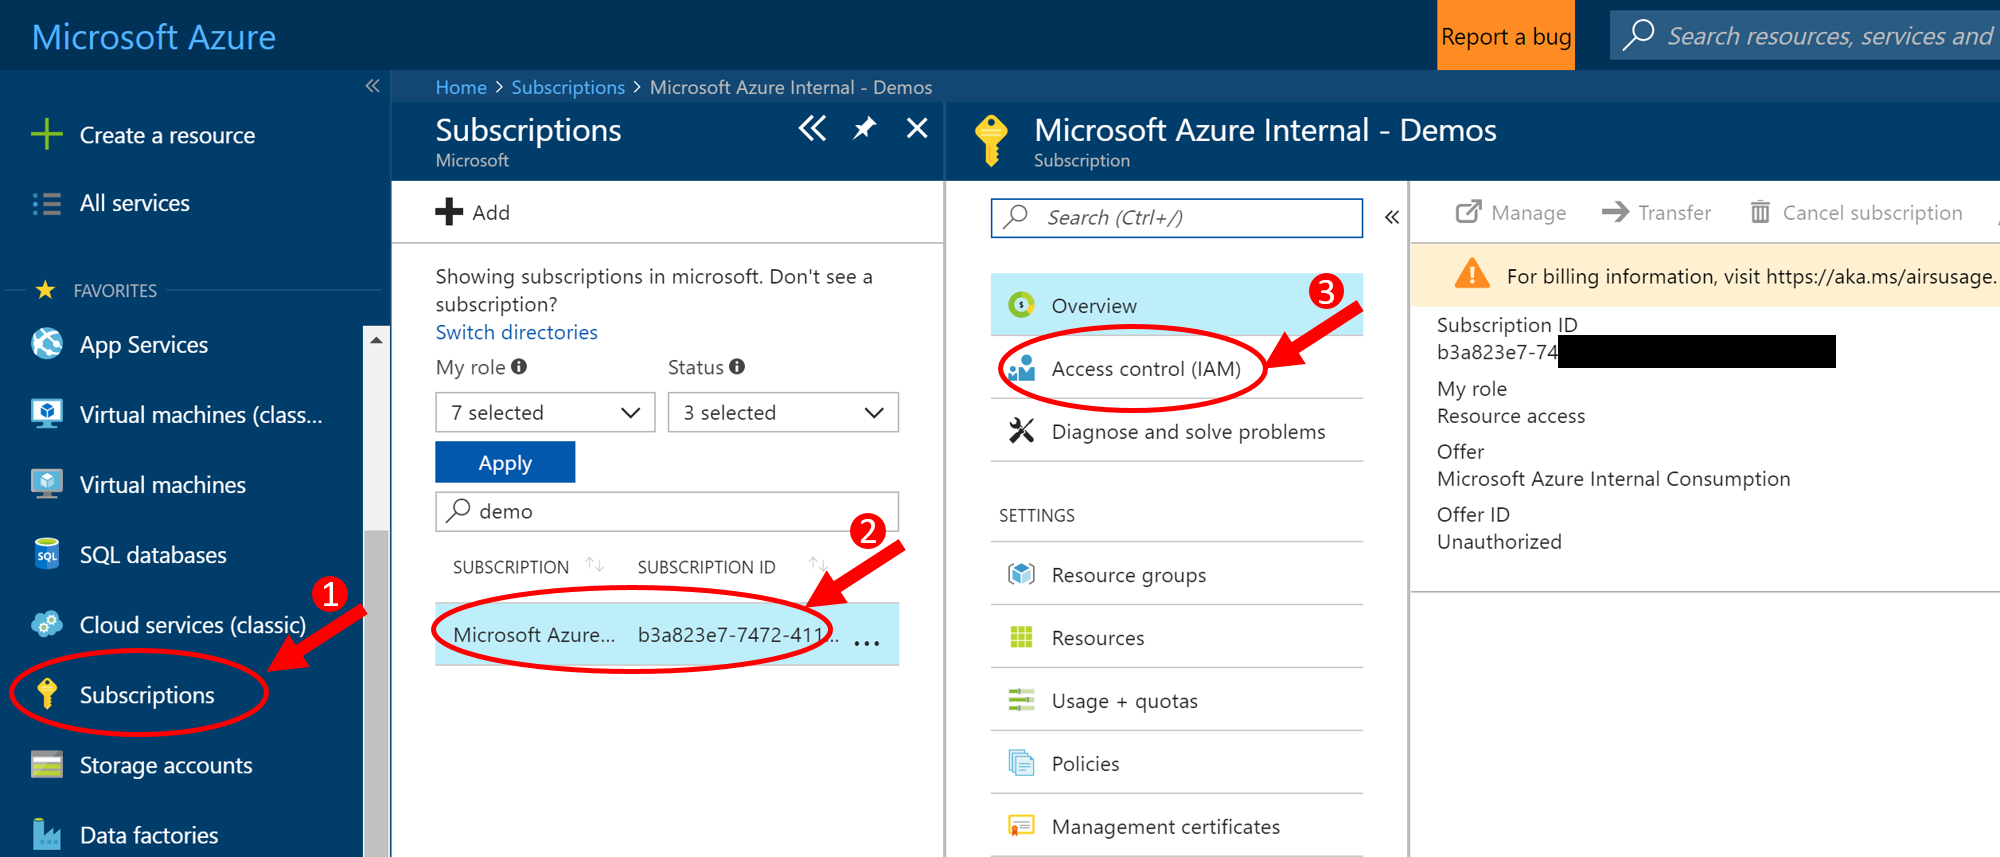 Microsoft Azure
Report a bug
Search resources, services and
Create a resource
All services
FAVORITES
App Services
Virtual machines (class...
Virtual machines
SQL databases
SQL
Cloud services (classic)
1
Subscriptions
Storage accounts
Data factories
Home > Subscriptions > Microsoft Azure Internal - Demos
Subscriptions
Microsoft
Add
Showing subscriptions in microsoft. Don't see a
subscription?
Switch directories
My role Status
7 selected 3 selected
Apply
demo
2
SUBSCRIPTION SUBSCRIPTION ID
Microsoft Azure... b3a823e7-7472-411... ...
Microsoft Azure Internal - Demos
Subscription
Search (Ctrl+/)
Overview
3
Access control (IAM)
Diagnose and solve problems
SETTINGS
Resource groups
Resources
Usage + quotas
Policies
Management certificates
Manage Transfer Cancel subscription
For billing information, visit https://aka.ms/airsusage.
Subscription ID
b3a823e7-74
My role
Resource access
Offer
Microsoft Azure Internal Consumption
Offer ID
Unauthorized